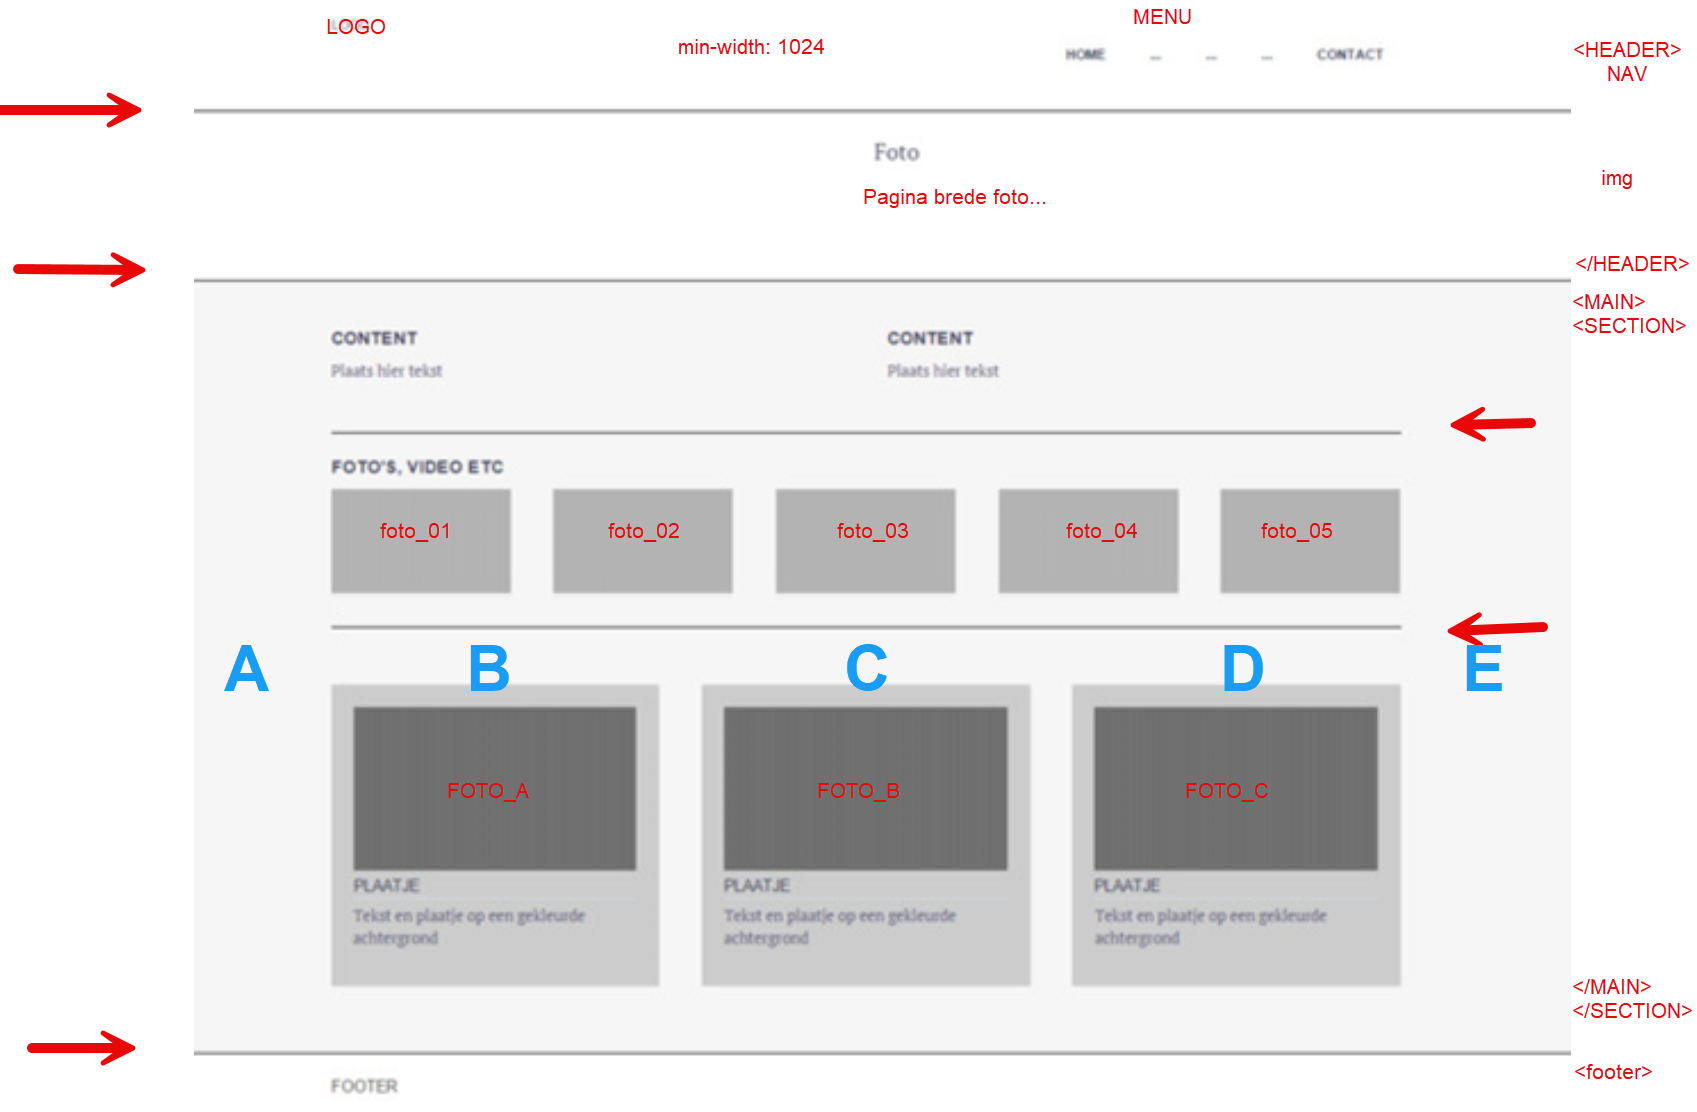 LOGO
MENU
min-width: 1024
HOME ... ... ... CONTACT
<HEADER>
NAV
Foto
Pagina brede foto...
img
</HEADER>
<MAIN>
<SECTION>
CONTENT
Plaats hier tekst
CONTENT
Plaats hier tekst
FOTO'S, VIDEO ETC
foto_01
foto_02
foto_03
foto_04
foto_05
A
B
C
D
E
FOTO_A
PLAATJE
Tekst en plaatje op een gekleurde
achtergrond
FOTO_B
PLAATJE
Tekst en plaatje op een gekleurde
achtergrond
FOTO_C
PLAATJE
Tekst en plaatje op een gekleurde
achtergrond
</MAIN>
</SECTION>
FOOTER
<footer>